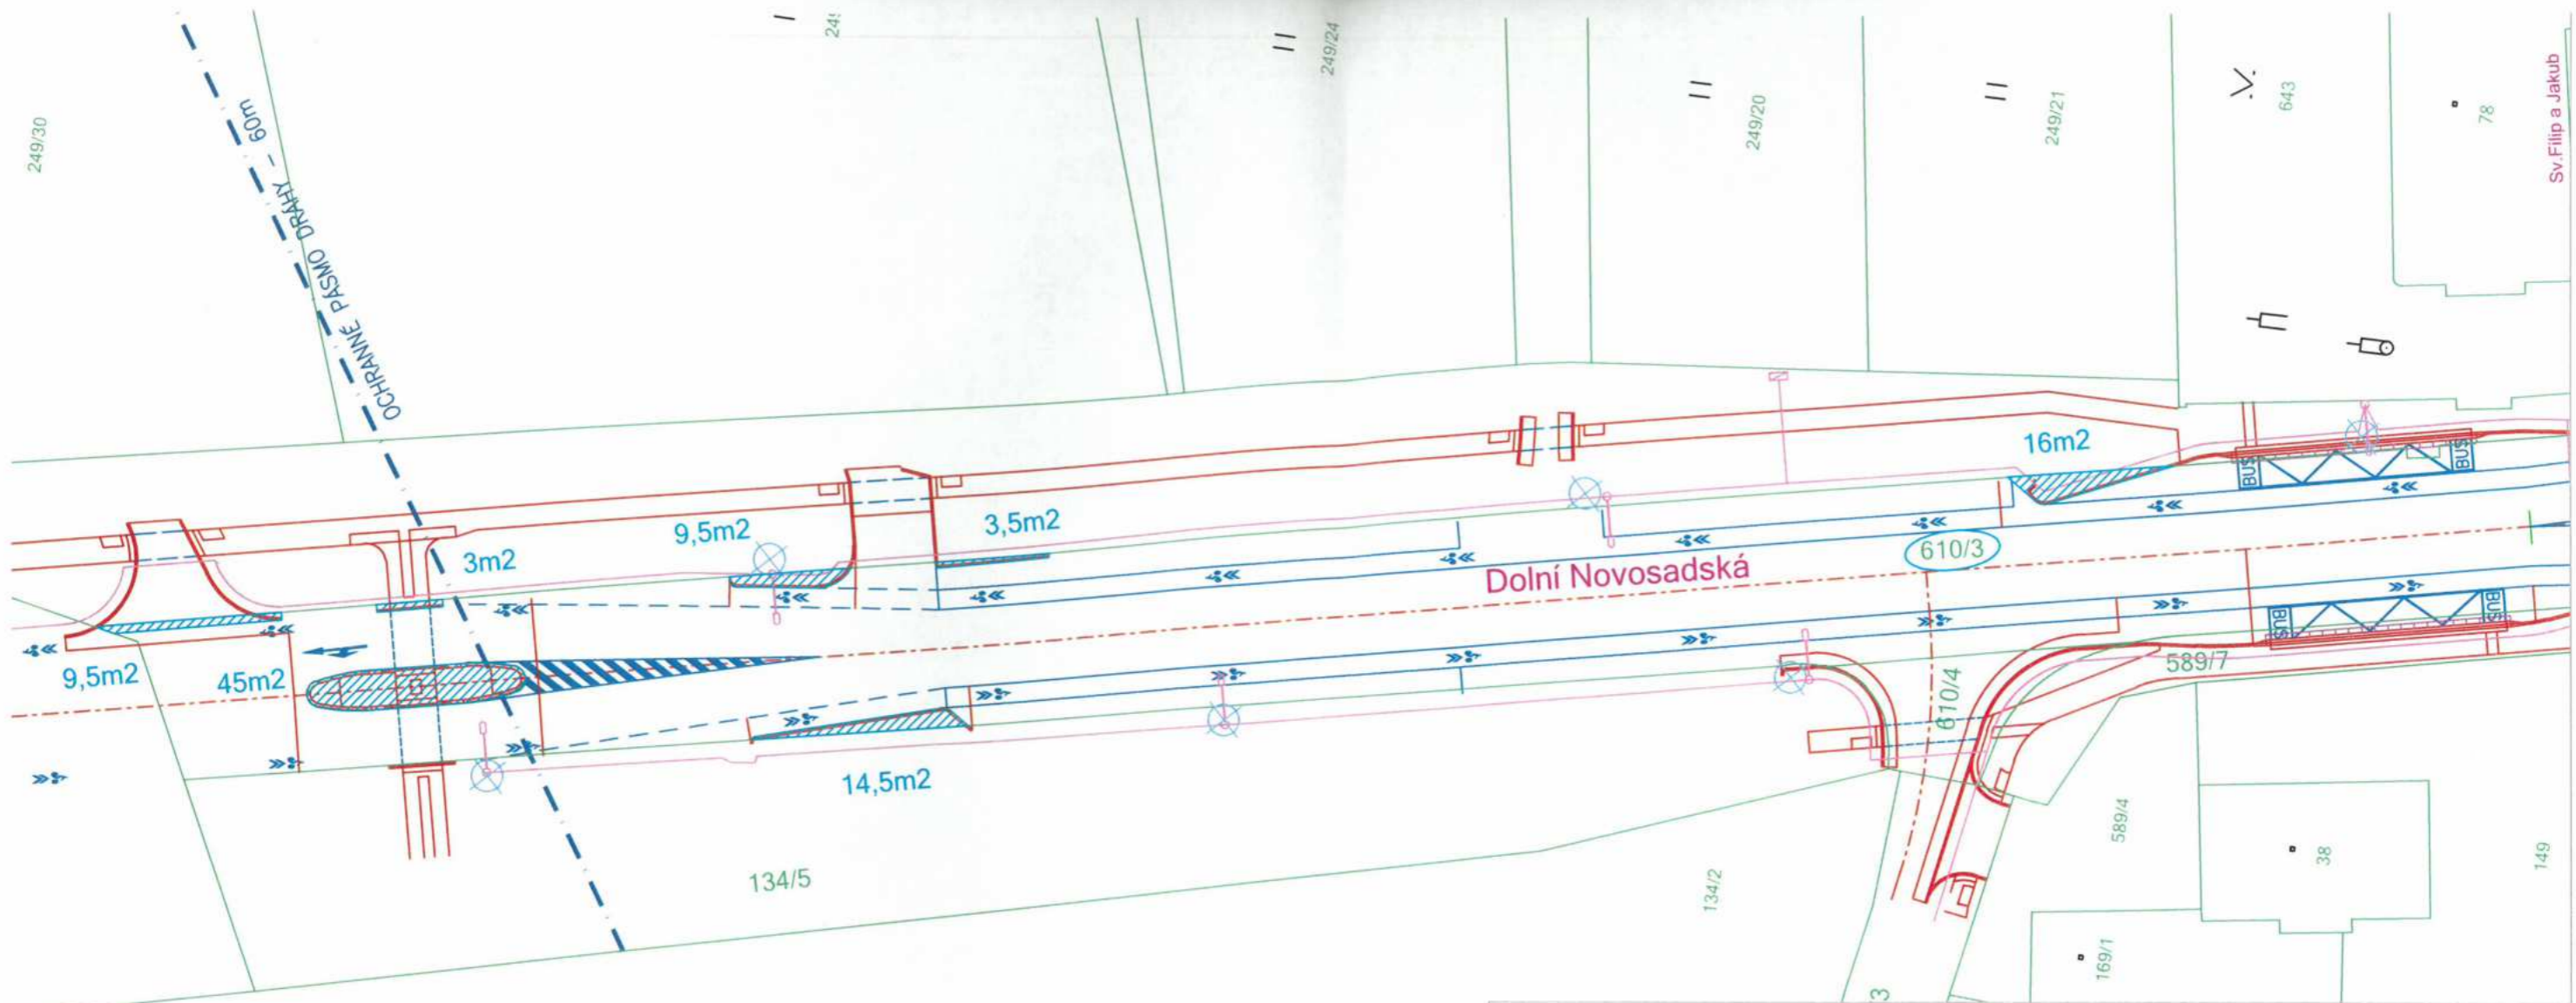 249/30
OCHRANNÉ PÁSMO DRÁHY - 60m
249/24
249/20
249/21
643
78
Sv.Filip a Jakub
16m2
BUS
BUS
3m2
9,5m2
3,5m2
610/3
Dolní Novosadská
9,5m2
45m2
BUS
BUS
589/7
610/4
14,5m2
134/5
134/2
589/4
38
149
169/1